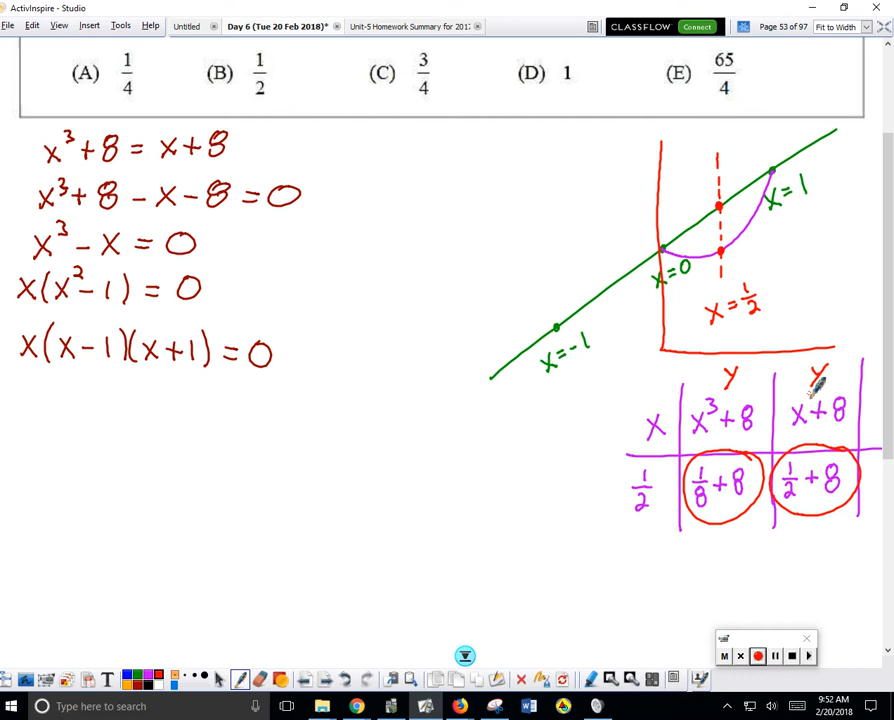 ActivInspire - Studio
File Edit View Insert Tools Help
Untitled
Day 6 (Tue 20 Feb 2018)*
Unit-5 Homework Summary for 201
CLASSFLOW
Connect
Page 53 of 97
Fit to Width
(A) 1/4 (B) 1/2 (C) 3/4 (D) 1 (E) 65/4
x³+8 = x+8
x³+8 -x-8 = 0
x³ - x = 0
x(x²-1) = 0
x(x-1)(x+1) = 0
x=1
x=0
x=1/2
x=-1
y y
x x³+8 x+8
1/2 1/8+8 1/2+8
M
T
Type here to search
9:52 AM
2/20/2018